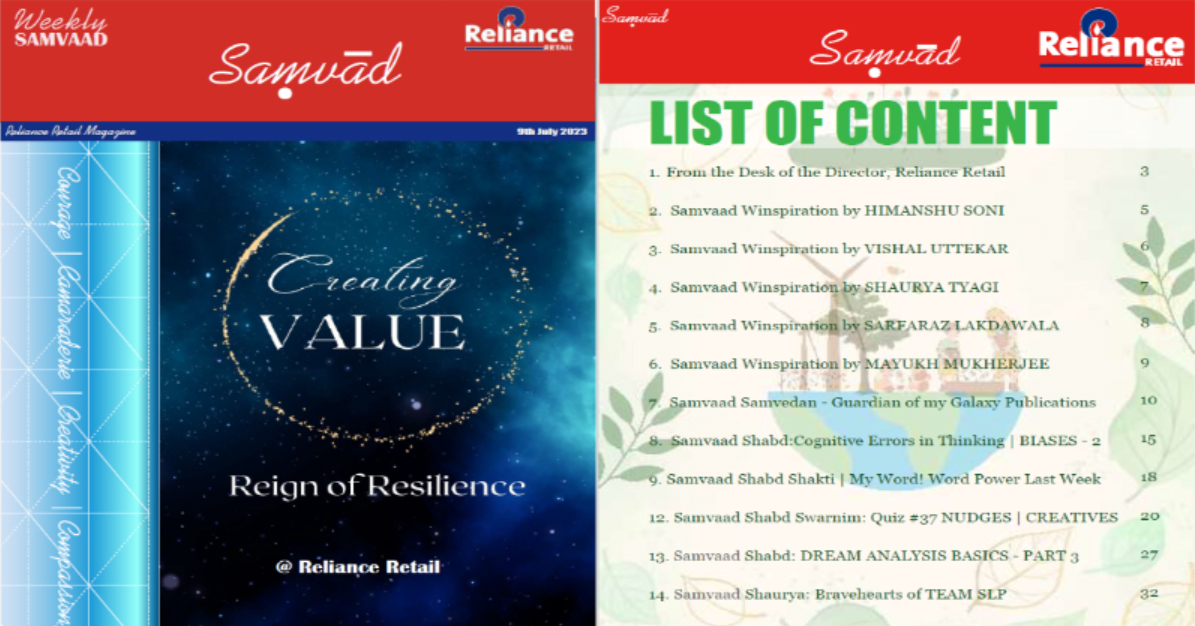 Weekly
SAMVAAD
Saṃvād
Reliance
RETAIL
Reliance Retail Magazine
9th July 2023
Courage | Camaraderie | Creativity | Compassion
Creating
VALUE
Reign of Resilience
@ Reliance Retail
Saṃvād
Saṃvād
Reliance
RETAIL
LIST OF CONTENT
1. From the Desk of the Director, Reliance Retail 3
2. Samvaad Winspiration by HIMANSHU SONI 5
3. Samvaad Winspiration by VISHAL UTTEKAR 6
4. Samvaad Winspiration by SHAURYA TYAGI 7
5. Samvaad Winspiration by SARFARAZ LAKDAWALA 8
6. Samvaad Winspiration by MAYUKH MUKHERJEE 9
7. Samvaad Samvedan - Guardian of my Galaxy Publications 10
8. Samvaad Shabd:Cognitive Errors in Thinking | BIASES - 2 15
9. Samvaad Shabd Shakti | My Word! Word Power Last Week 18
12. Samvaad Shabd Swarnim: Quiz #37 NUDGES | CREATIVES 20
13. Samvaad Shabd: DREAM ANALYSIS BASICS - PART 3 27
14. Samvaad Shaurya: Bravehearts of TEAM SLP 32